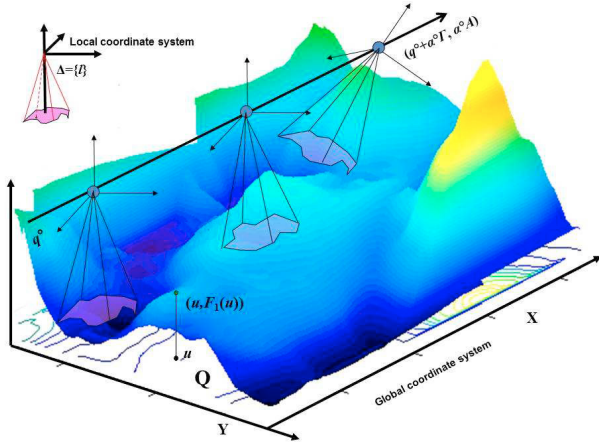 Local coordinate system
Δ={l}
(q°+a°Γ, a°A)
q°
(u,F₁(u))
u
Q
X
Y
Global coordinate system